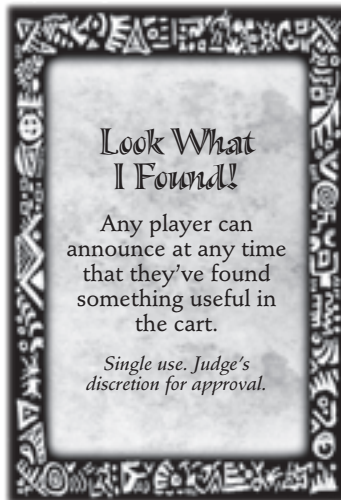 Look What
I Found!
Any player can
announce at any time
that they've found
something useful in
the cart.
Single use. Judge's
discretion for approval.